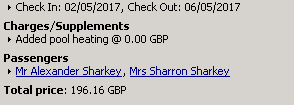 Check In: 02/05/2017, Check Out: 06/05/2017
Charges/Supplements
Added pool heating @ 0.00 GBP
Passengers
Mr Alexander Sharkey, Mrs Sharron Sharkey
Total price: 196.16 GBP